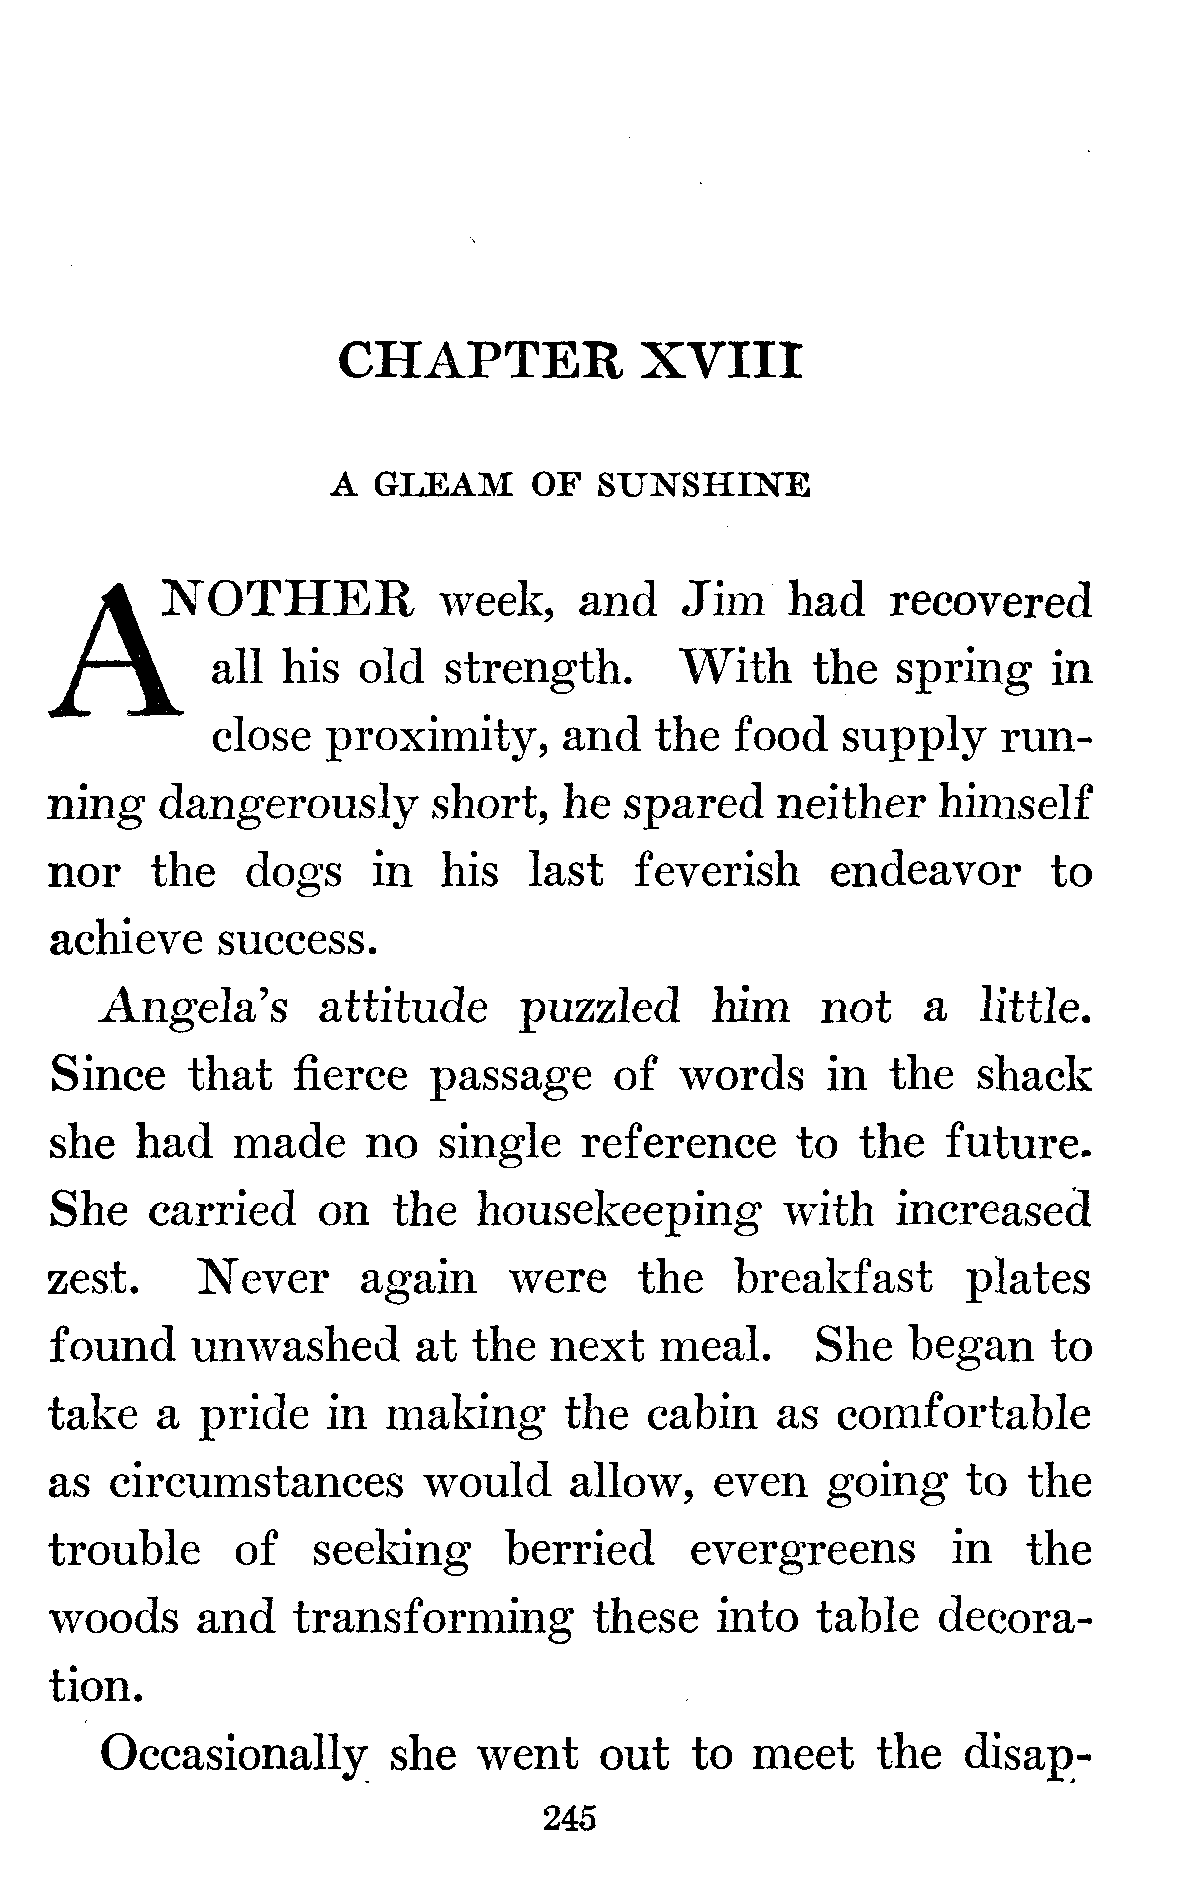 CHAPTER XVIII
A GLEAM OF SUNSHINE
ANOTHER week, and Jim had recovered
all his old strength. With the spring in
close proximity, and the food supply run-
ning dangerously short, he spared neither himself
nor the dogs in his last feverish endeavor to
achieve success.
Angela's attitude puzzled him not a little.
Since that fierce passage of words in the shack
she had made no single reference to the future.
She carried on the housekeeping with increased
zest. Never again were the breakfast plates
found unwashed at the next meal. She began to
take a pride in making the cabin as comfortable
as circumstances would allow, even going to the
trouble of seeking berried evergreens in the
woods and transforming these into table decora-
tion.
Occasionally she went out to meet the disap-
245